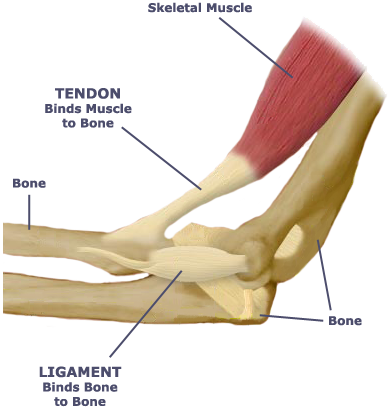 Skeletal Muscle
TENDON
Binds Muscle
to Bone
Bone
Bone
LIGAMENT
Binds Bone
to Bone